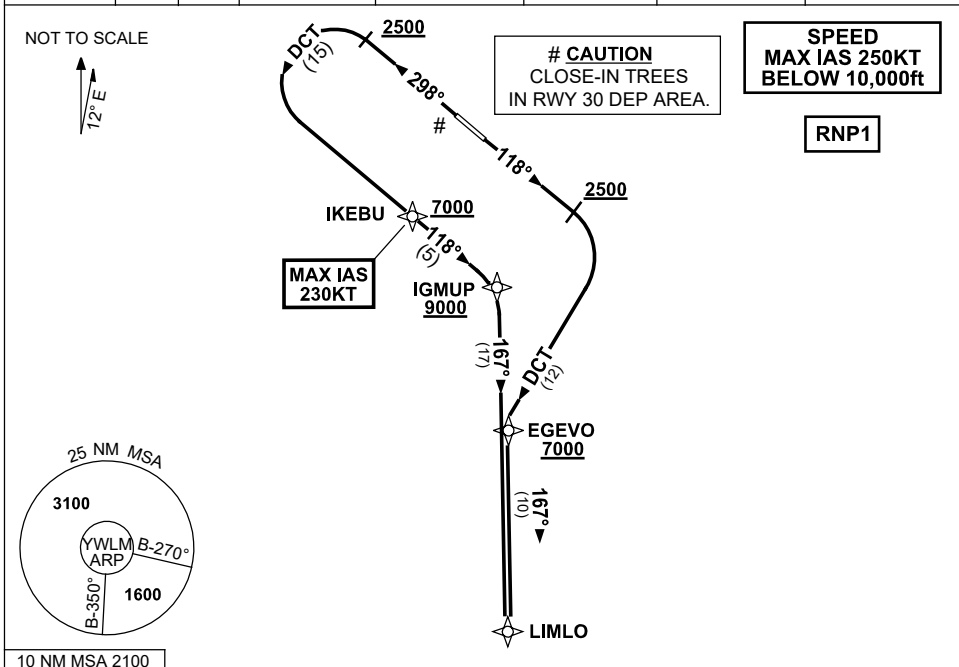 NOT TO SCALE
12° E
2500
DCT
(15)
298°
#
# CAUTION
CLOSE-IN TREES
IN RWY 30 DEP AREA.
SPEED
MAX IAS 250KT
BELOW 10,000ft
RNP1
118°
2500
IKEBU
7000
118°
(5)
MAX IAS
230KT
IGMUP
9000
167°
(17)
DCT
(12)
EGEVO
7000
167°
(10)
LIMLO
25 NM MSA
3100
YWLM
ARP
B-270°
B-350°
1600
10 NM MSA 2100